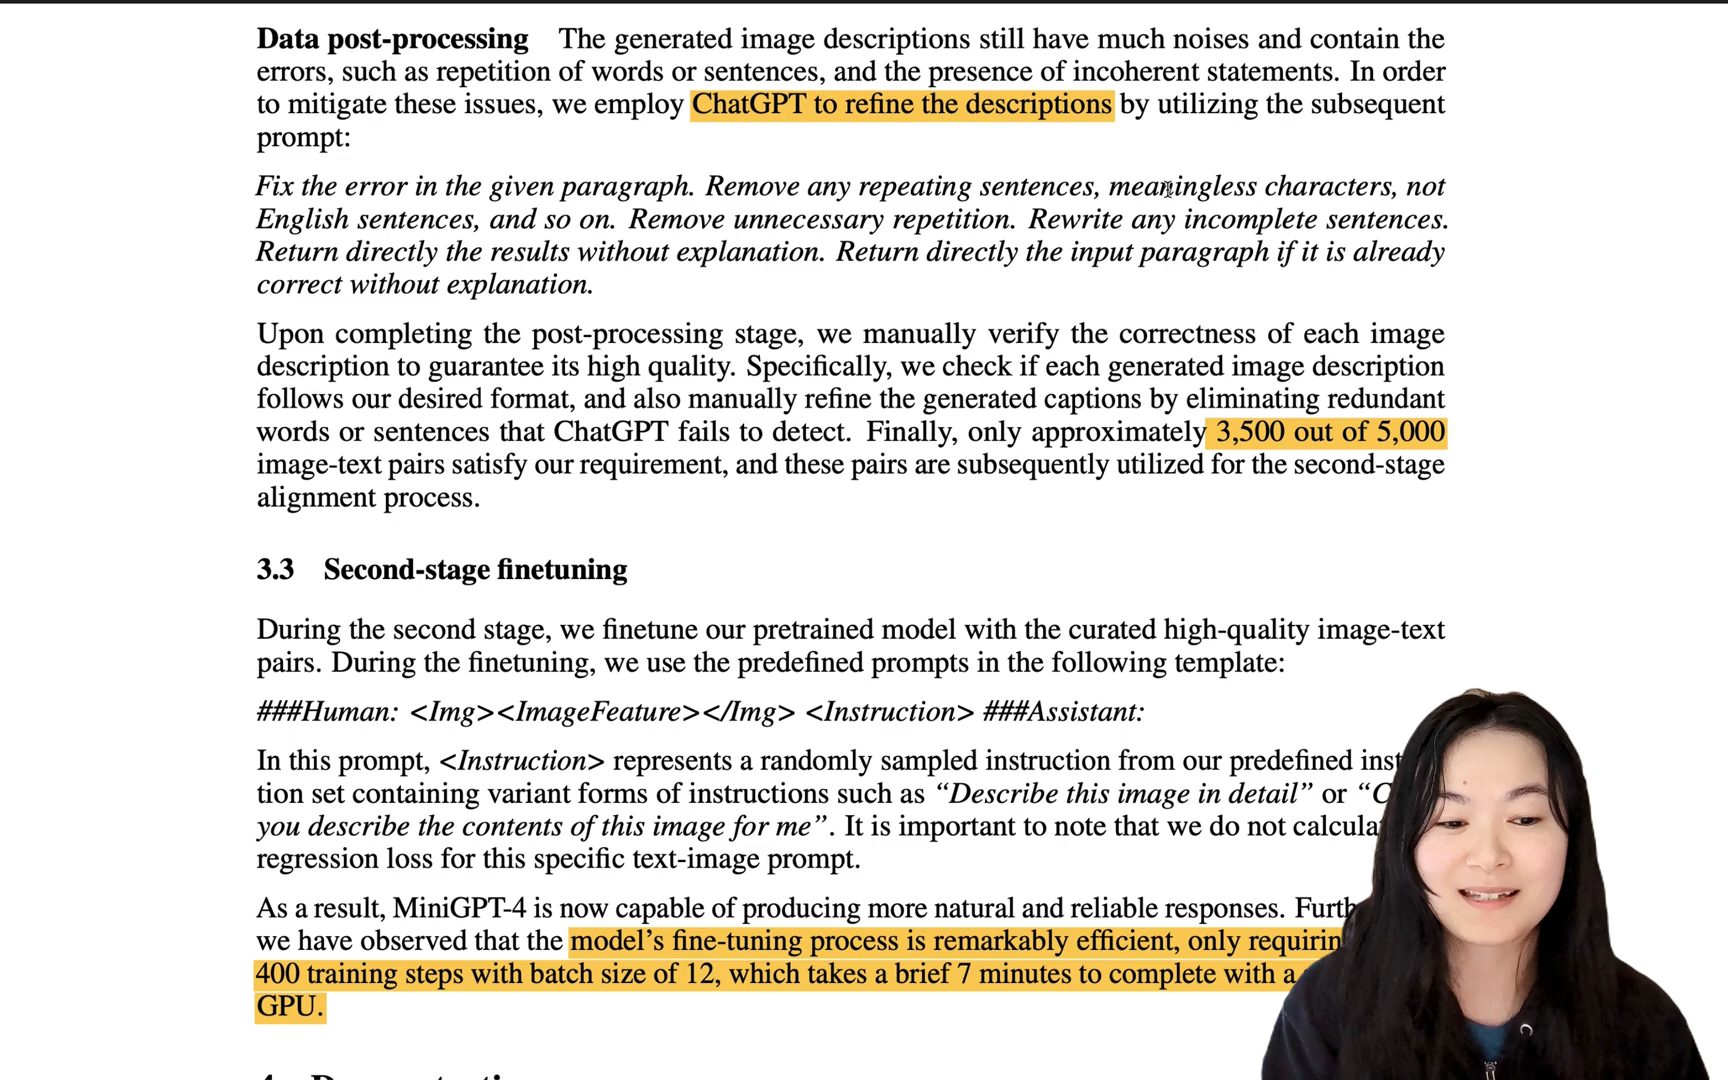 Data post-processing The generated image descriptions still have much noises and contain the
errors, such as repetition of words or sentences, and the presence of incoherent statements. In order
to mitigate these issues, we employ ChatGPT to refine the descriptions by utilizing the subsequent
prompt:
Fix the error in the given paragraph. Remove any repeating sentences, meaningless characters, not
English sentences, and so on. Remove unnecessary repetition. Rewrite any incomplete sentences.
Return directly the results without explanation. Return directly the input paragraph if it is already
correct without explanation.
Upon completing the post-processing stage, we manually verify the correctness of each image
description to guarantee its high quality. Specifically, we check if each generated image description
follows our desired format, and also manually refine the generated captions by eliminating redundant
words or sentences that ChatGPT fails to detect. Finally, only approximately 3,500 out of 5,000
image-text pairs satisfy our requirement, and these pairs are subsequently utilized for the second-stage
alignment process.
3.3 Second-stage finetuning
During the second stage, we finetune our pretrained model with the curated high-quality image-text
pairs. During the finetuning, we use the predefined prompts in the following template:
###Human: <Img><ImageFeature></Img> <Instruction> ###Assistant:
In this prompt, <Instruction> represents a randomly sampled instruction from our predefined
tion set containing variant forms of instructions such as “Describe this image in detail” or
you describe the contents of this image for me”. It is important to note that we do not
regression loss for this specific text-image prompt.
As a result, MiniGPT-4 is now capable of producing more natural and reliable responses.
we have observed that the model’s fine-tuning process is remarkably efficient, only
400 training steps with batch size of 12, which takes a brief 7 minutes to complete with a
GPU.